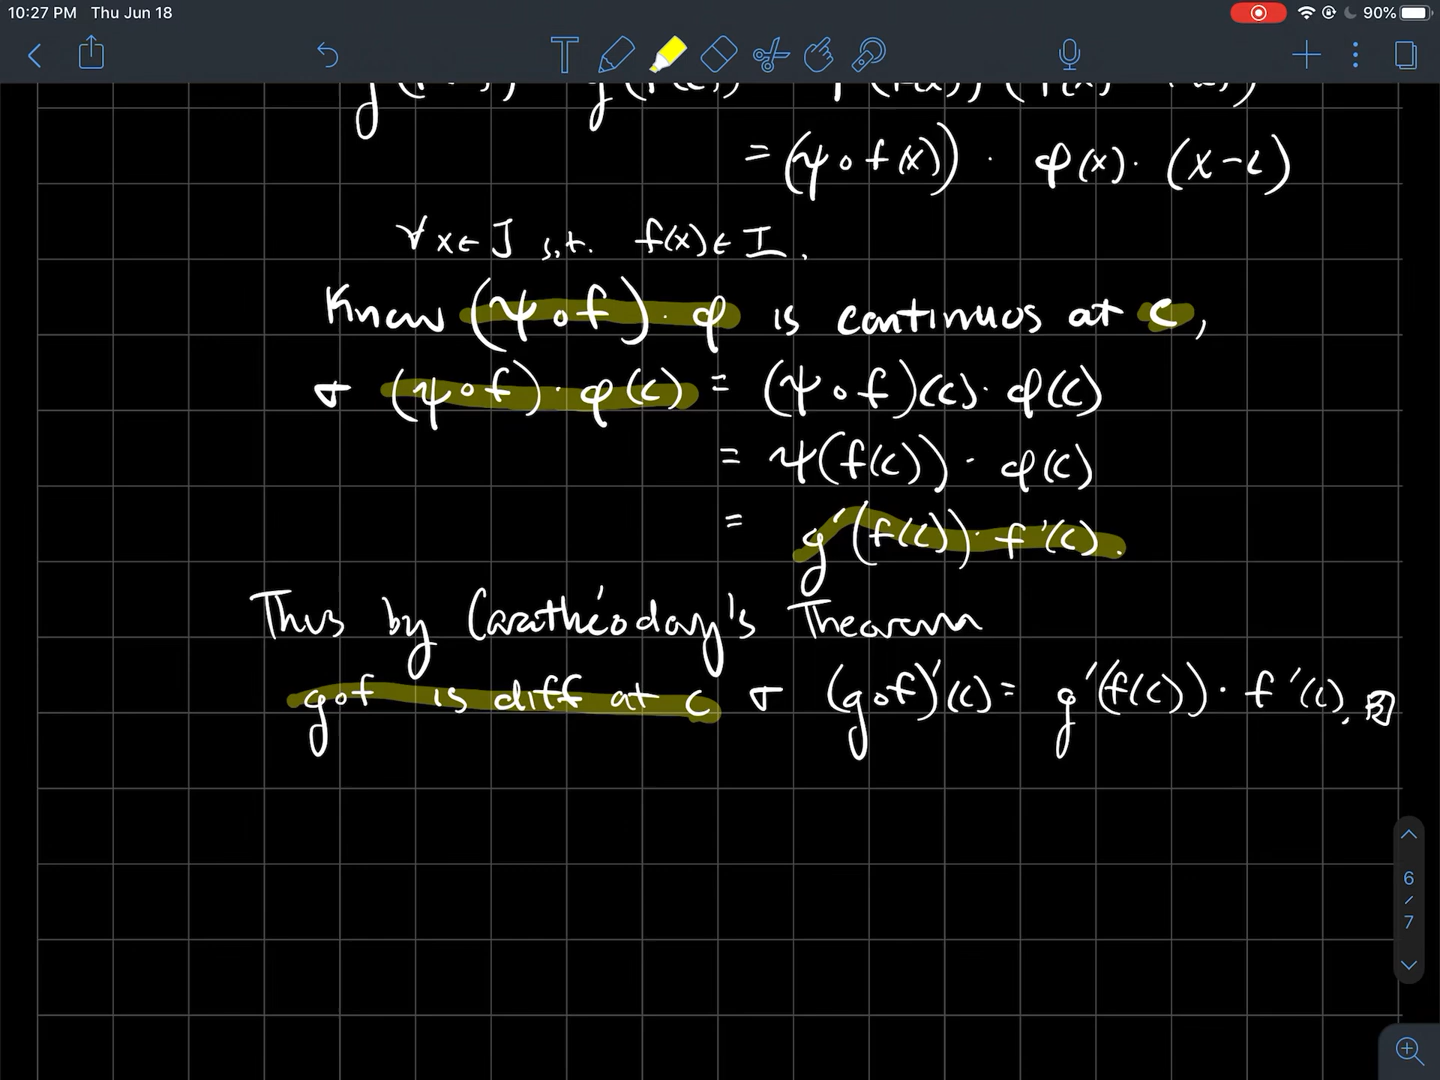 10:27 PM Thu Jun 18 90%
= (ψ∘f(x)) · φ(x) · (x-c)
∀x∈J s.t. f(x)∈I.
Know (ψ∘f) · φ is continuos at c,
& (ψ∘f) · φ(c) = (ψ∘f)(c) · φ(c)
= ψ(f(c)) · φ(c)
= g'(f(c)) · f'(c).
Thus by Carathéodory's Theorem
g∘f is diff at c & (g∘f)'(c) = g'(f(c)) · f'(c).
6
/
7